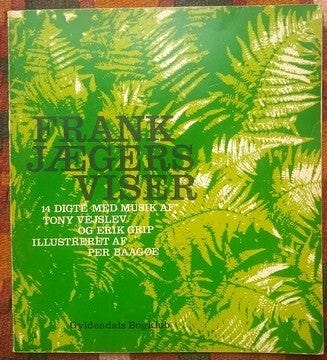 FRANK
JÆGERS
VISER
14 DIGTE MED MUSIK AF
TONY VEJSLEV
OG ERIK GRIP
ILLUSTRERET AF
PER BAAGØE
Gyldendals Bogklub